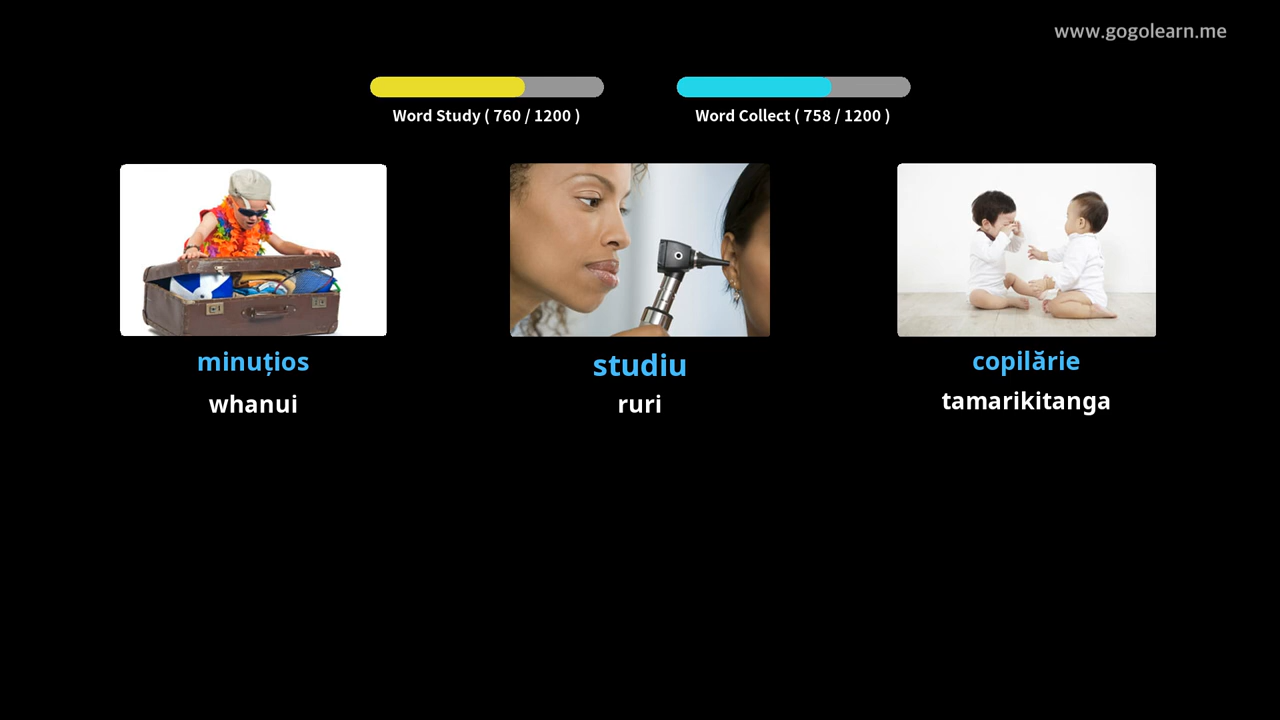 www.gogolearn.me
Word Study ( 760 / 1200 )
Word Collect ( 758 / 1200 )
minuțios
studiu
copilărie
whanui
ruri
tamarikitanga